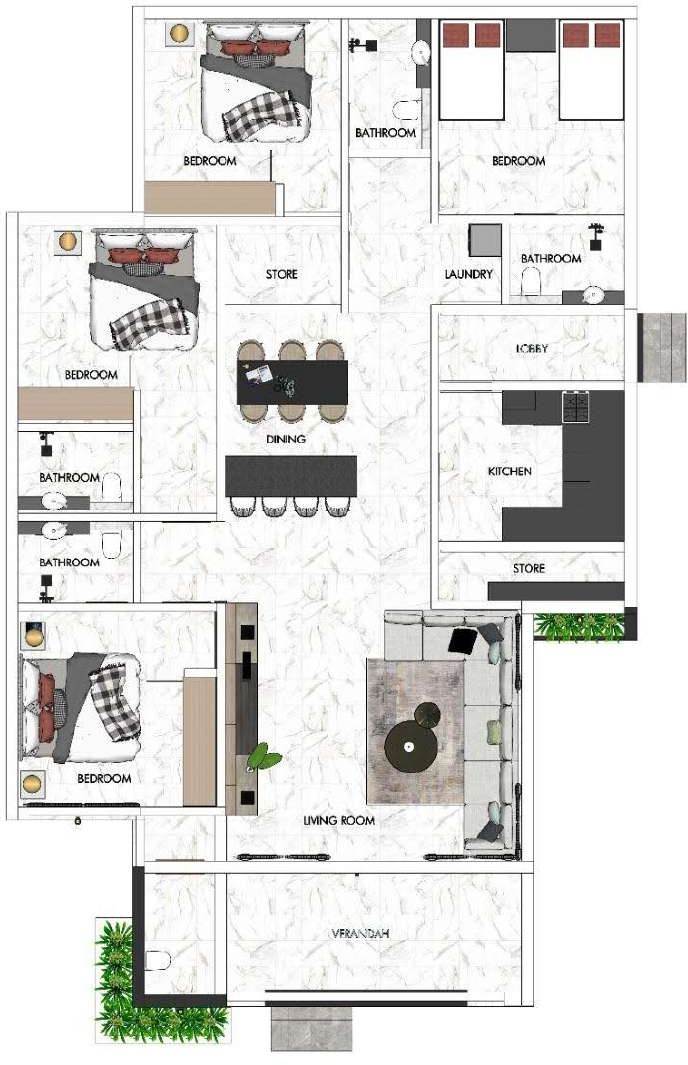 BATHROOM
BEDROOM
BEDROOM
BATHROOM
STORE
LAUNDRY
LOBBY
BEDROOM
DINING
KITCHEN
BATHROOM
BATHROOM
STORE
BEDROOM
LIVING ROOM
VERANDAH